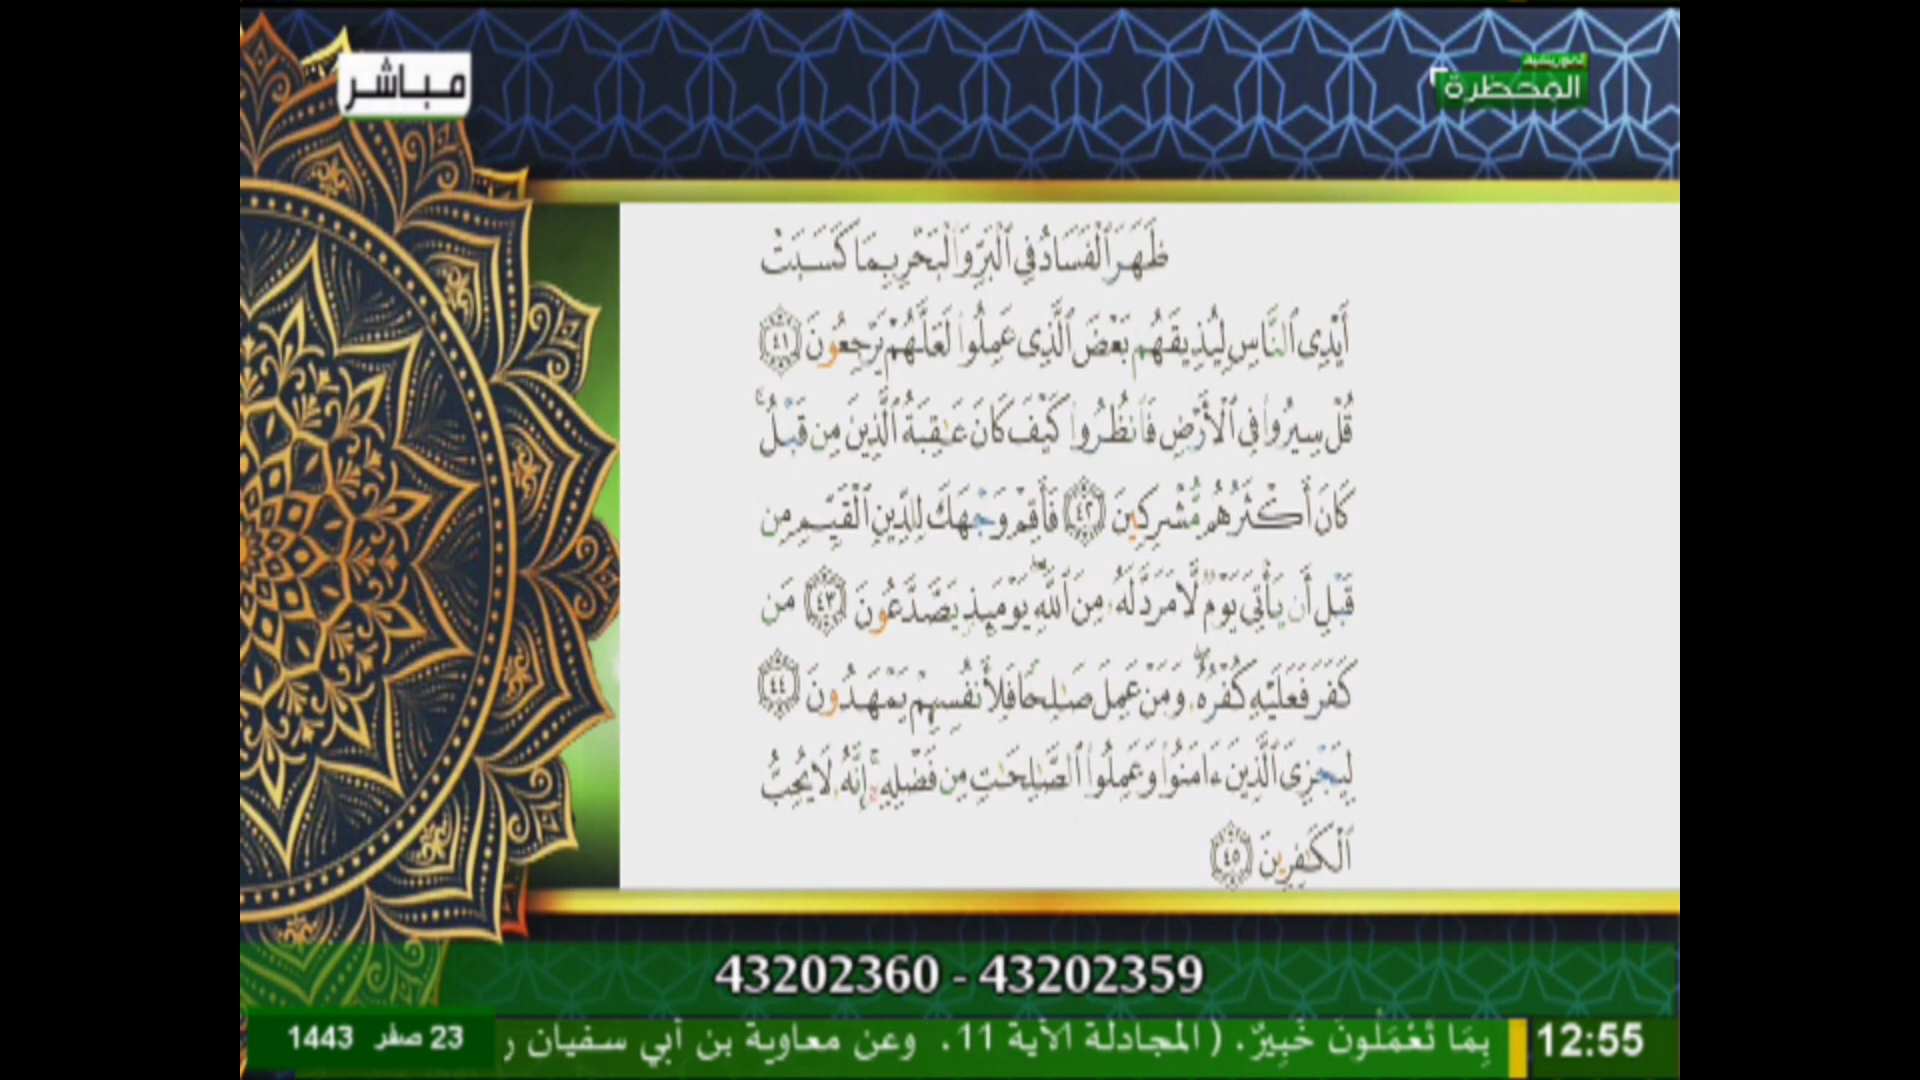 مباشر
الموريتانية
المحظرة
ظَهَرَ ٱلْفَسَادُ فِي ٱلْبَرِّ وَٱلْبَحْرِ بِمَا كَسَبَتْ
أَيْدِى ٱلنَّاسِ لِيُذِيقَهُم بَعْضَ ٱلَّذِى عَمِلُوا۟ لَعَلَّهُمْ يَرْجِعُونَ ٤١
قُلْ سِيرُوا۟ فِى ٱلْأَرْضِ فَٱنظُرُوا۟ كَيْفَ كَانَ عَـٰقِبَةُ ٱلَّذِينَ مِن قَبْلُ ۚ
كَانَ أَكْثَرُهُم مُّشْرِكِينَ ٤٢ فَأَقِمْ وَجْهَكَ لِلدِّينِ ٱلْقَيِّمِ مِن
قَبْلِ أَن يَأْتِىَ يَوْمٌ لَّا مَرَدَّ لَهُۥ مِنَ ٱللَّهِ ۖ يَوْمَئِذٍ يَصَّدَّعُونَ ٤٣ مَن
كَفَرَ فَعَلَيْهِ كُفْرُهُۥ ۖ وَمَنْ عَمِلَ صَـٰلِحًا فَلِأَنفُسِهِمْ يَمْهَدُونَ ٤٤
لِيَجْزِىَ ٱلَّذِينَ ءَامَنُوا۟ وَعَمِلُوا۟ ٱلصَّـٰلِحَـٰتِ مِن فَضْلِهِۦٓ ۚ إِنَّهُۥ لَا يُحِبُّ
ٱلْكَـٰفِرِينَ ٤٥
43202360 - 43202359
12:55
بِمَا تَعْمَلُونَ خَبِيرٌ. ( المجادلة الآية 11. وعن معاوية بن أبي سفيان ر
23 صفر 1443